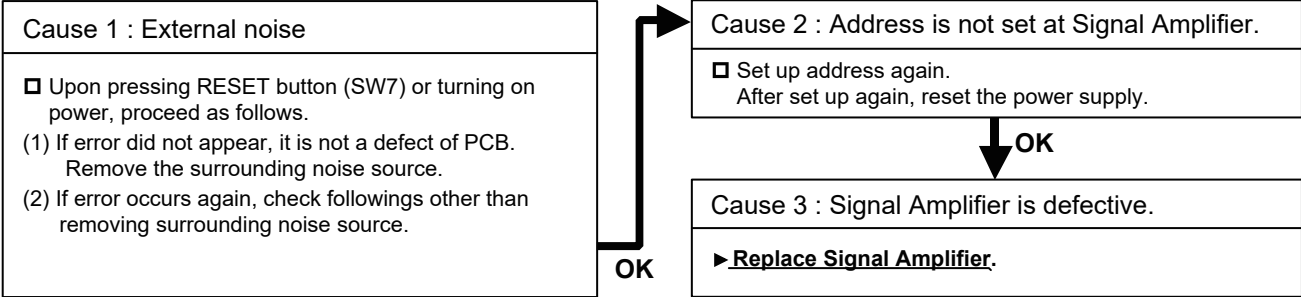 Cause 1 : External noise
☐ Upon pressing RESET button (SW7) or turning on
power, proceed as follows.
(1) If error did not appear, it is not a defect of PCB.
Remove the surrounding noise source.
(2) If error occurs again, check followings other than
removing surrounding noise source.
OK
Cause 2 : Address is not set at Signal Amplifier.
☐ Set up address again.
After set up again, reset the power supply.
OK
Cause 3 : Signal Amplifier is defective.
►Replace Signal Amplifier.